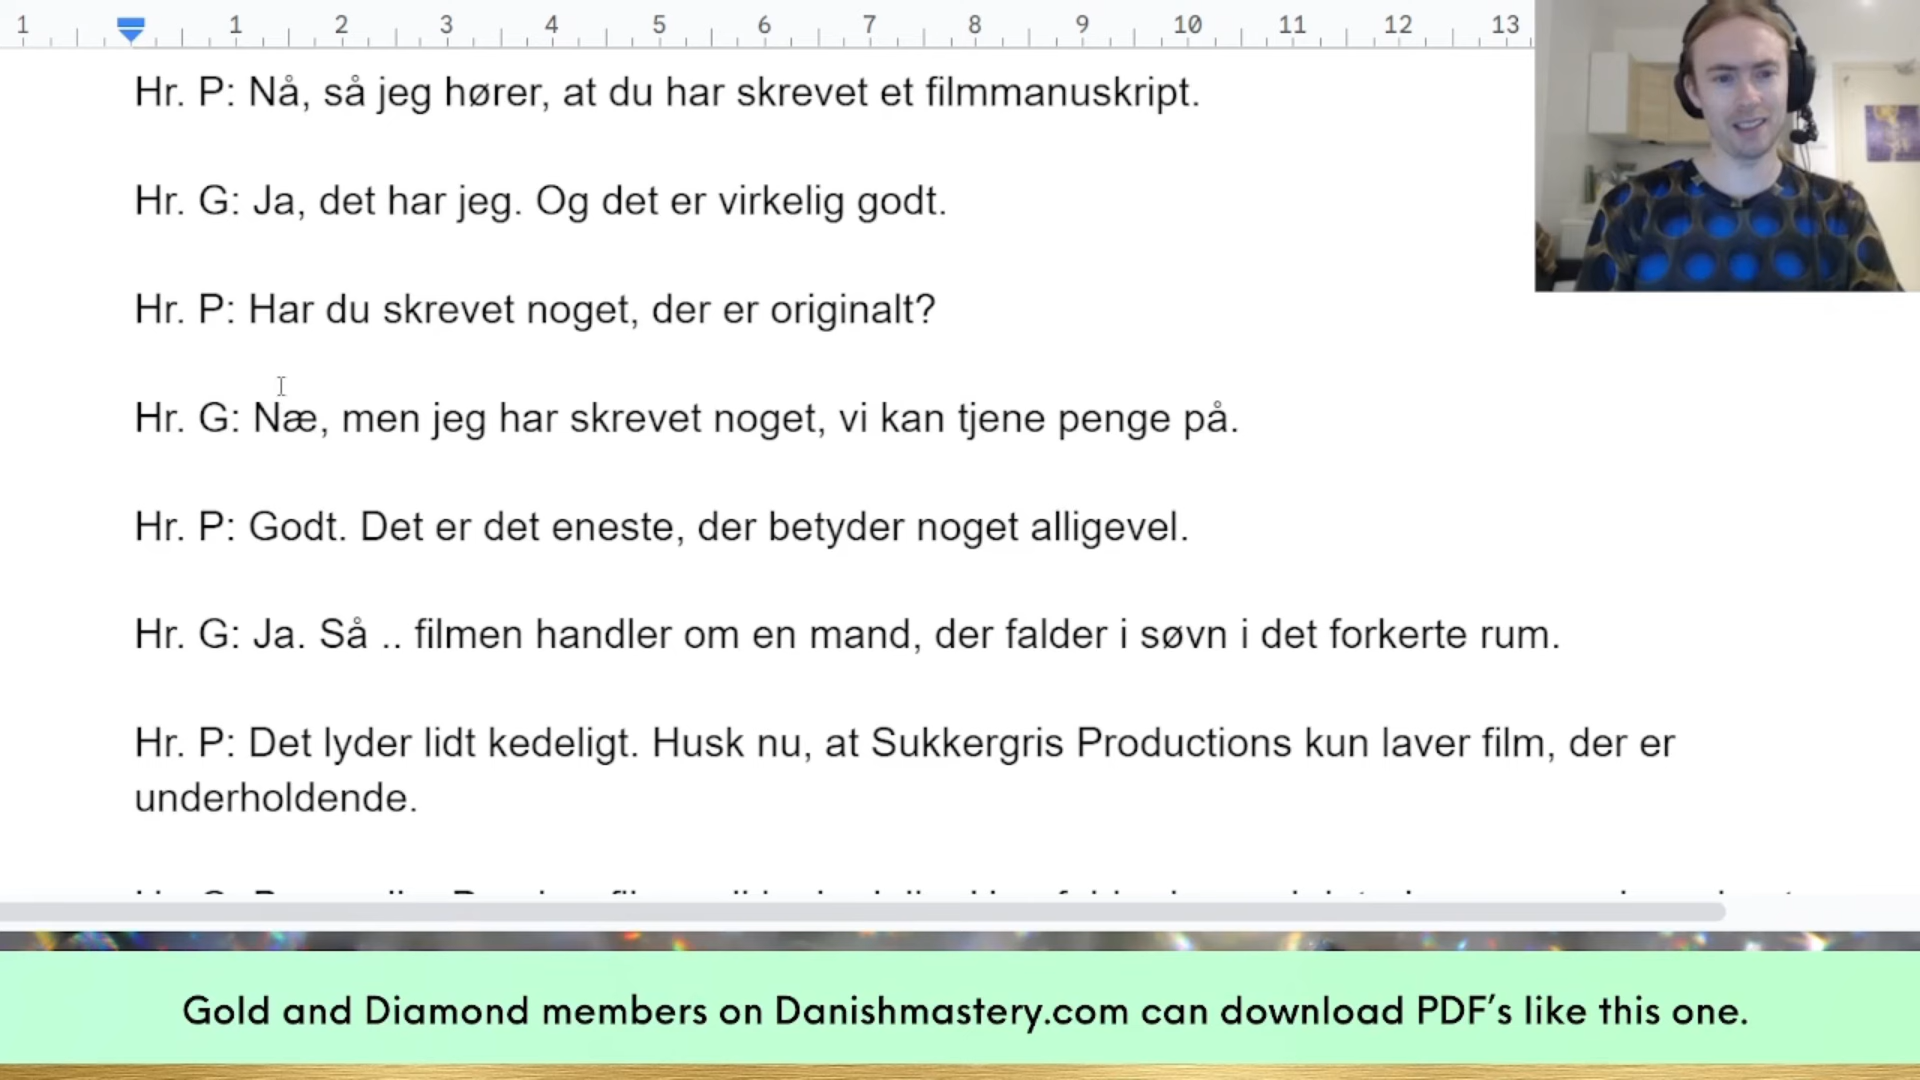 1 1 2 3 4 5 6 7 8 9 10 11 12 13
Hr. P: Nå, så jeg hører, at du har skrevet et filmmanuskript.
Hr. G: Ja, det har jeg. Og det er virkelig godt.
Hr. P: Har du skrevet noget, der er originalt?
Hr. G: Næ, men jeg har skrevet noget, vi kan tjene penge på.
Hr. P: Godt. Det er det eneste, der betyder noget alligevel.
Hr. G: Ja. Så .. filmen handler om en mand, der falder i søvn i det forkerte rum.
Hr. P: Det lyder lidt kedeligt. Husk nu, at Sukkergris Productions kun laver film, der er
underholdende.
Gold and Diamond members on Danishmastery.com can download PDF’s like this one.